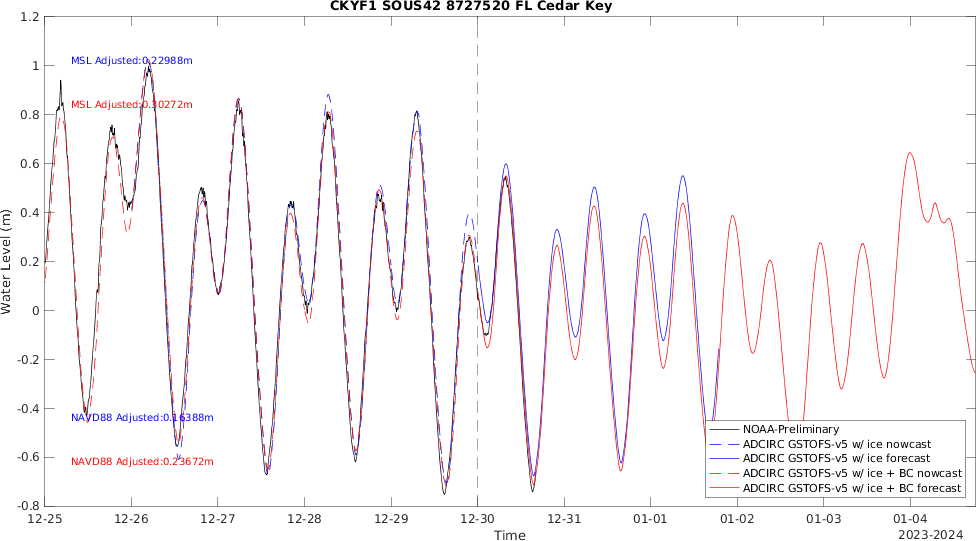 CKYF1 SOUS42 8727520 FL Cedar Key
1.2
1
0.8
0.6
0.4
0.2
0
-0.2
-0.4
-0.6
-0.8
Water Level (m)
MSL Adjusted:0.22988m
MSL Adjusted:0.30272m
NAVD88 Adjusted:0.16388m
NAVD88 Adjusted:0.23672m
NOAA-Preliminary
ADCIRC GSTOFS-v5 w/ ice nowcast
ADCIRC GSTOFS-v5 w/ ice forecast
ADCIRC GSTOFS-v5 w/ ice + BC nowcast
ADCIRC GSTOFS-v5 w/ ice + BC forecast
12-25 12-26 12-27 12-28 12-29 12-30 12-31 01-01 01-02 01-03 01-04
Time
2023-2024